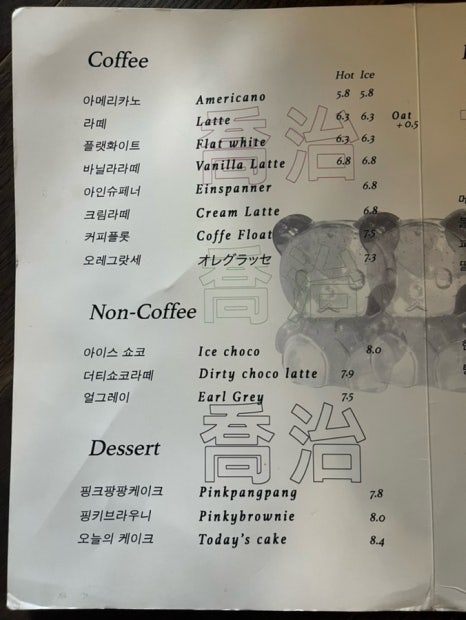 Coffee
Hot Ice
아메리카노 Americano 5.8 5.8
라떼 Latte 6.3 6.3 Oat +0.5
플랫화이트 Flat white 6.3 6.3
바닐라라떼 Vanilla Latte 6.8 6.8
아인슈페너 Einspanner 6.8
크림라떼 Cream Latte 6.8
커피플롯 Coffe Float 7.5
오레그랏세 オレグラッセ 7.3
喬治
喬治
Non-Coffee
아이스 쇼코 Ice choco 8.0
더티쇼코라떼 Dirty choco latte 7.9
얼그레이 Earl Grey 7.5
喬治
Dessert
핑크팡팡케이크 Pinkpangpang 7.8
핑키브라우니 Pinkybrownie 8.0
오늘의 케이크 Today's cake 8.4